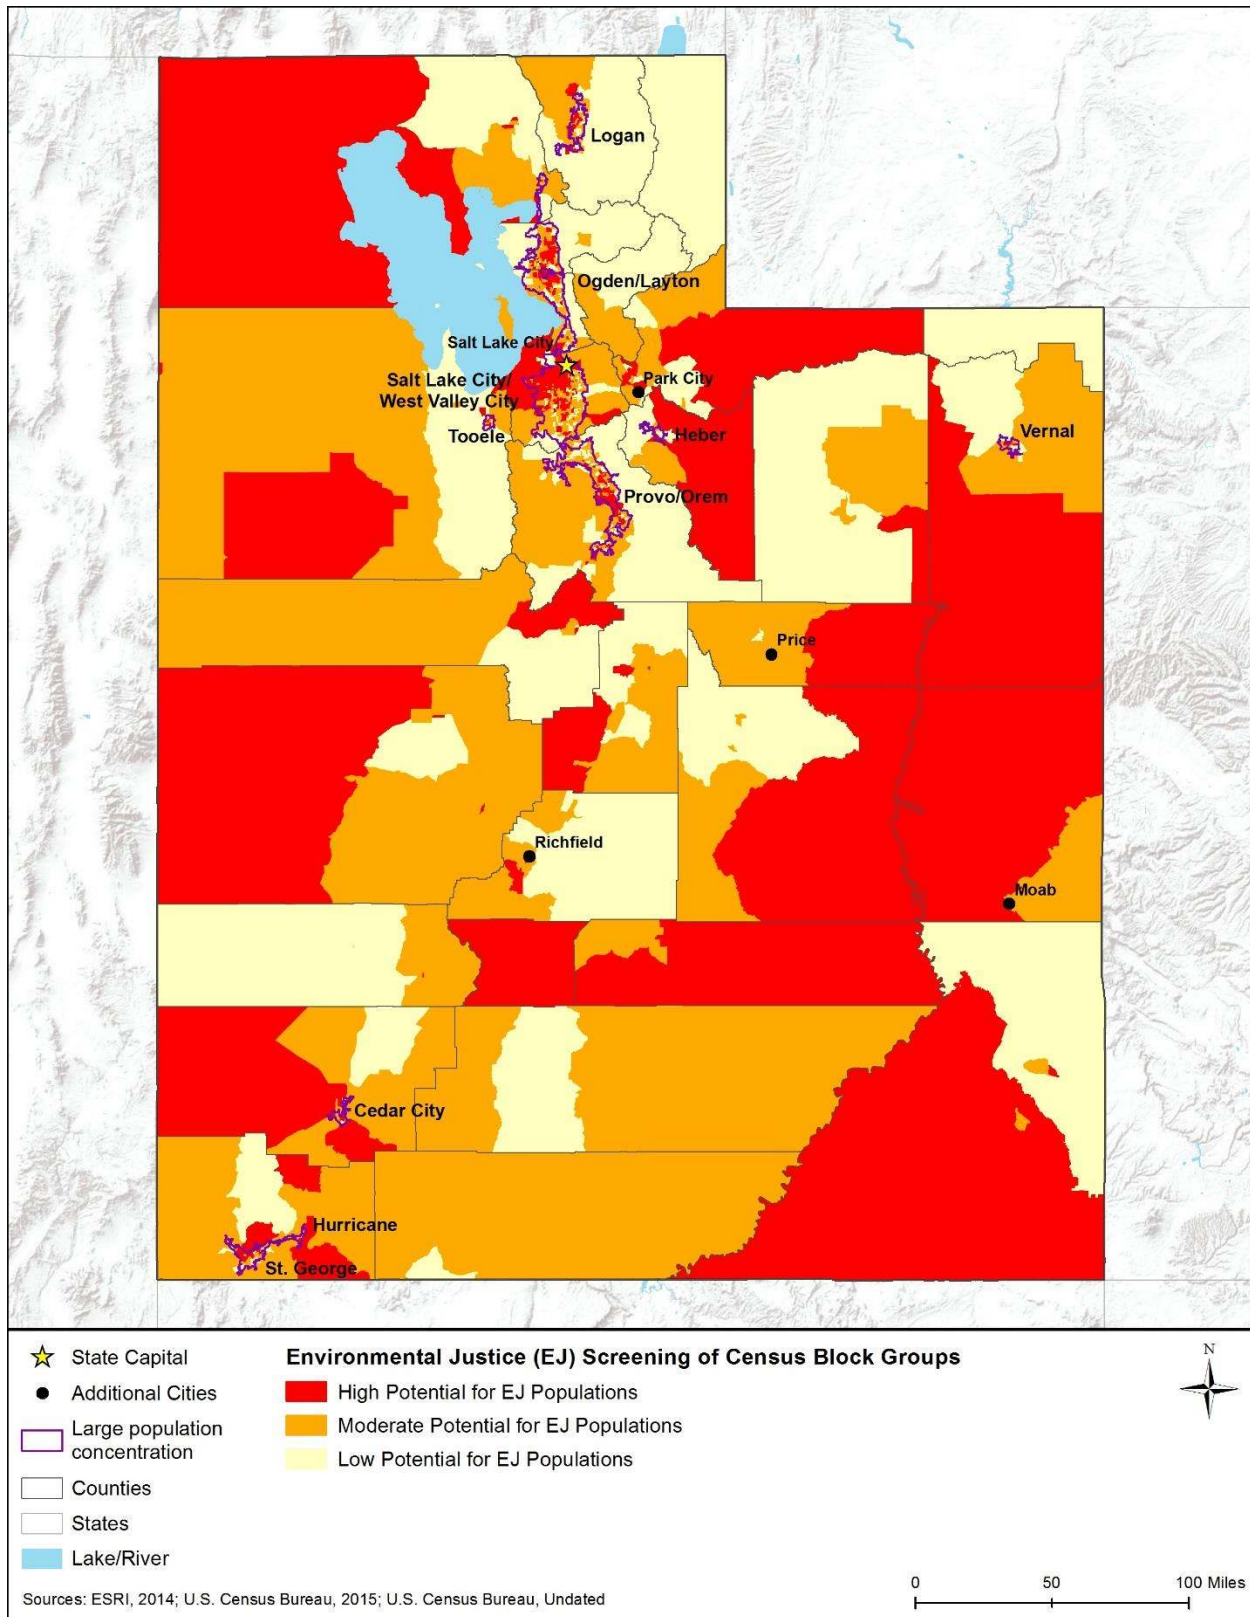 Logan
Ogden/Layton
Salt Lake City
Salt Lake City/
West Valley City
Park City
Tooele
Heber
Vernal
Provo/Orem
Price
Richfield
Moab
Cedar City
Hurricane
St. George
State Capital
Additional Cities
Large population
concentration
Counties
States
Lake/River
Environmental Justice (EJ) Screening of Census Block Groups
High Potential for EJ Populations
Moderate Potential for EJ Populations
Low Potential for EJ Populations
N
Sources: ESRI, 2014; U.S. Census Bureau, 2015; U.S. Census Bureau, Undated
0 50 100 Miles